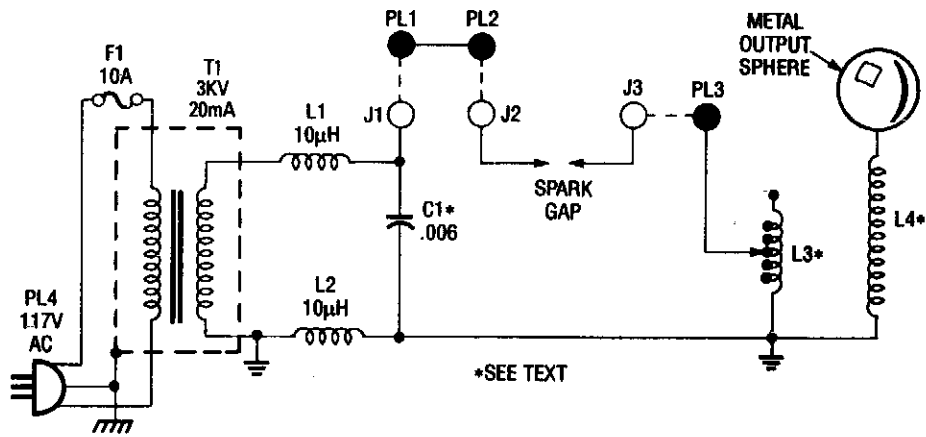 F1
10A
T1
3KV
20mA
L1
10μH
PL1
PL2
J1
J2
J3
PL3
METAL
OUTPUT
SPHERE
SPARK
GAP
C1*
.006
L3*
L4*
L2
10μH
PL4
117V
AC
*SEE TEXT